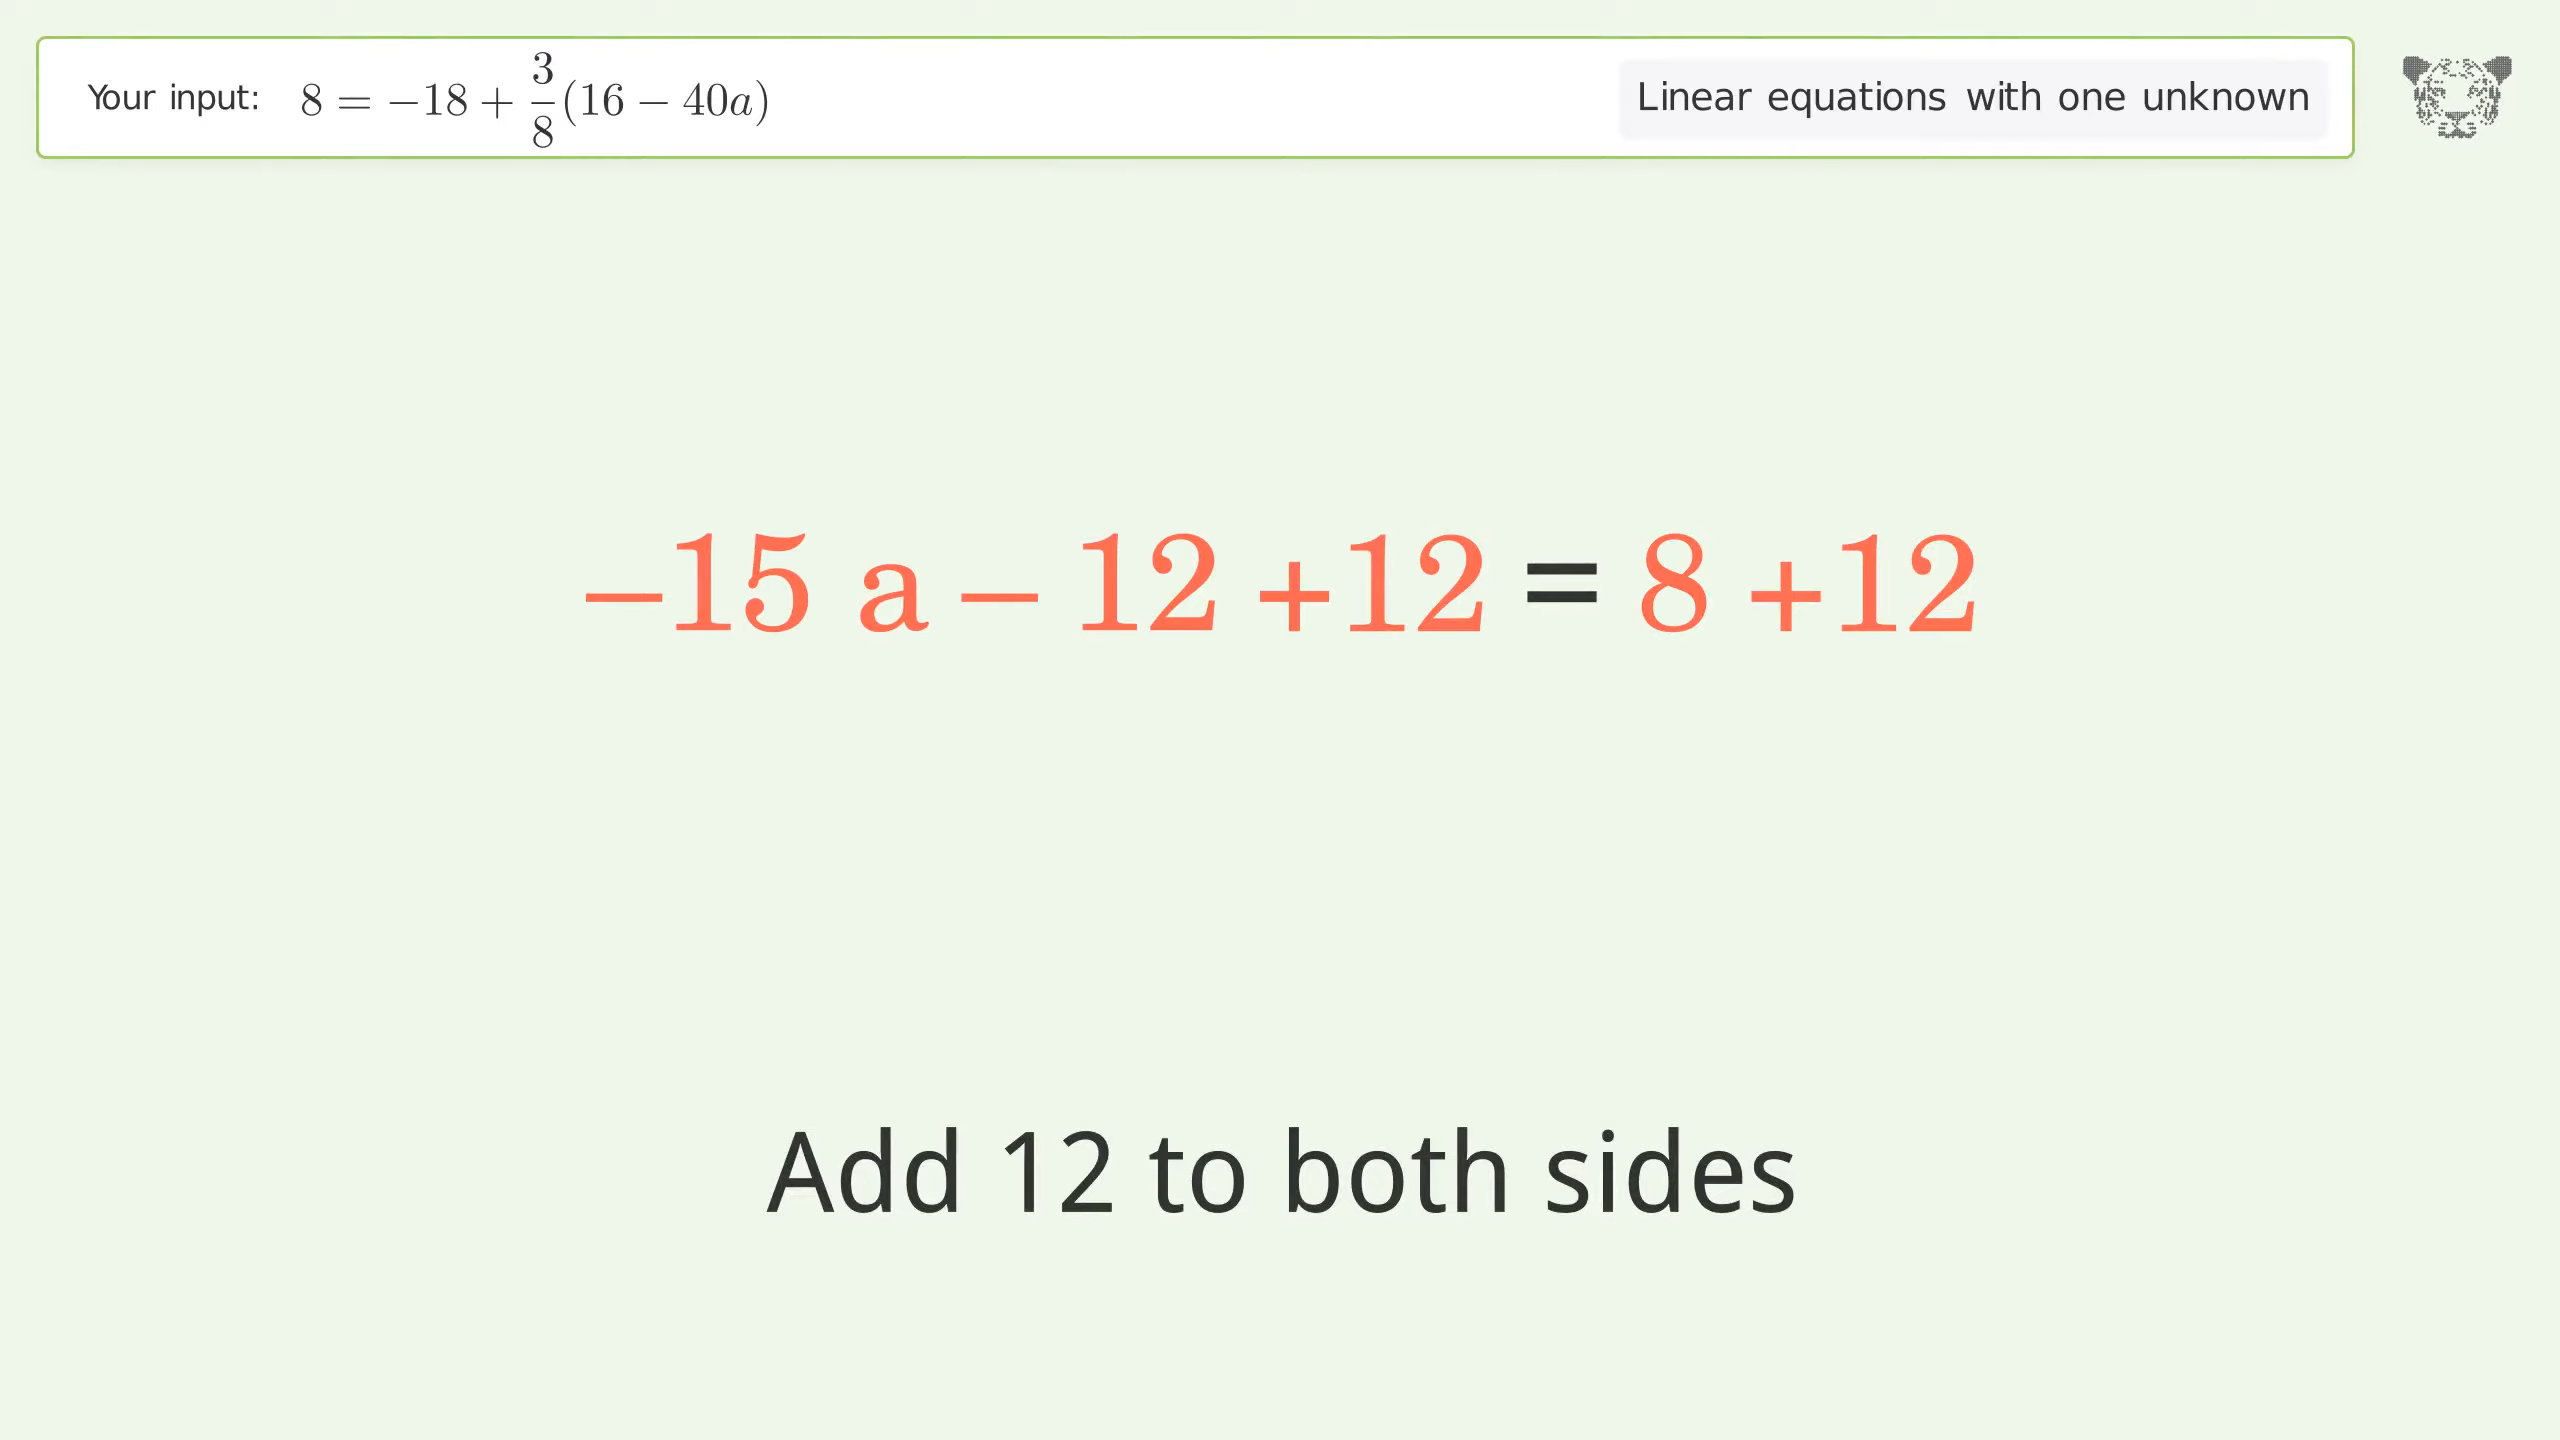 Your input: 8 = −18 + 3/8(16 − 40a)
Linear equations with one unknown
−15 a − 12 +12 = 8 +12
Add 12 to both sides